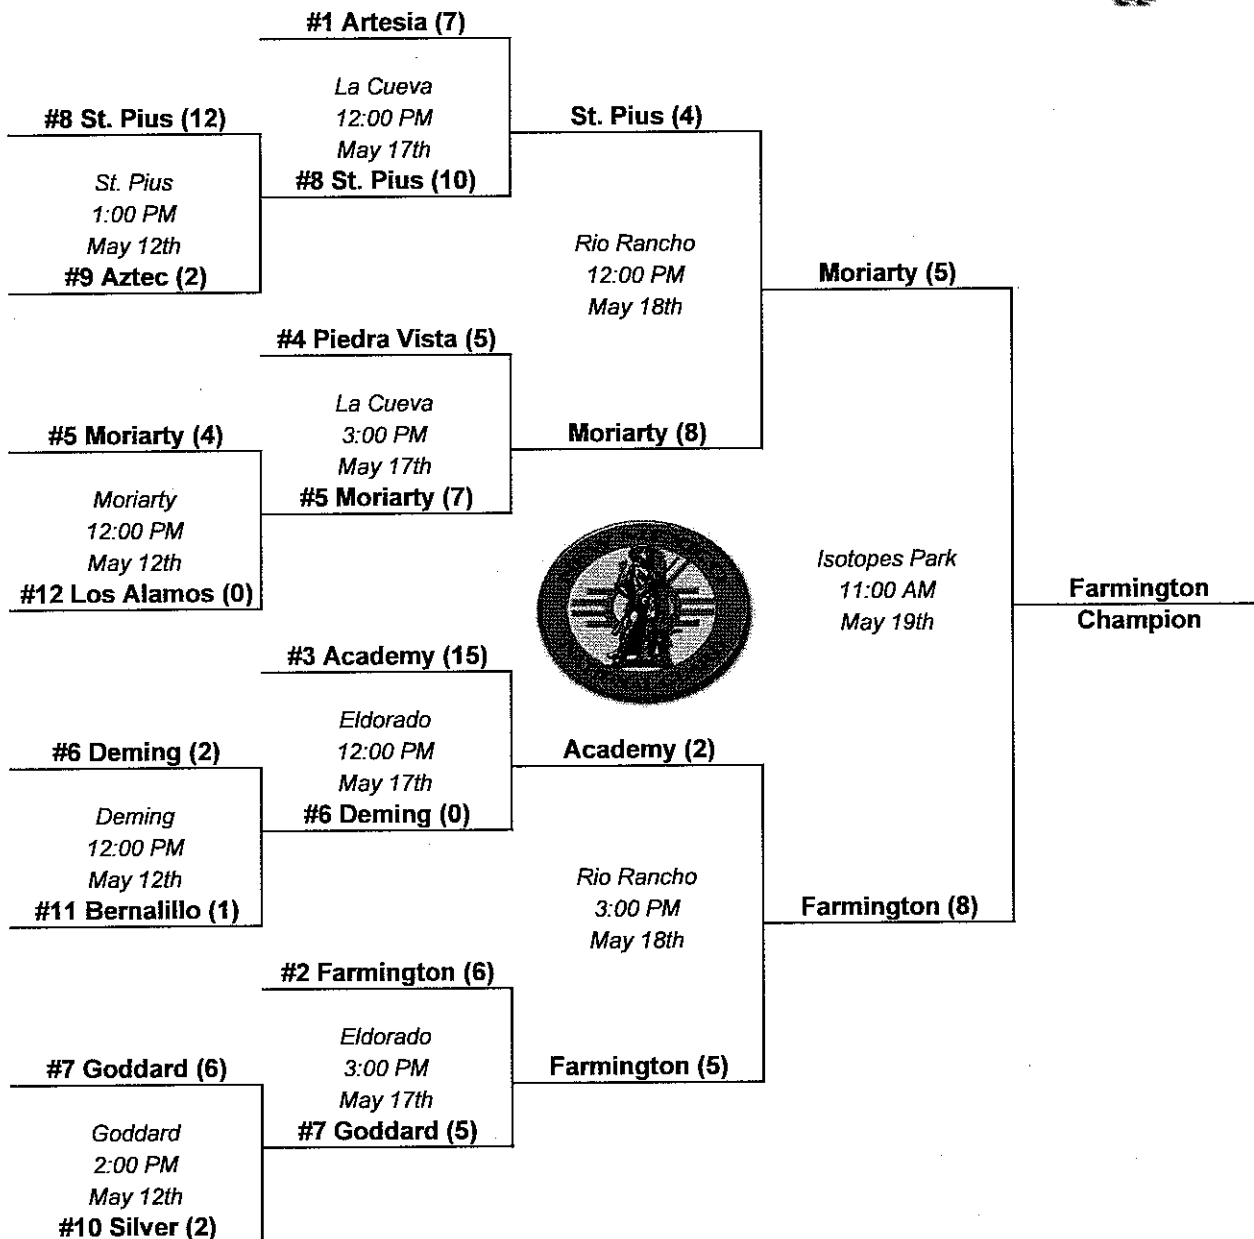 #1 Artesia (7)
La Cueva
12:00 PM
May 17th
#8 St. Pius (12)
St. Pius (4)
St. Pius
1:00 PM
May 12th
#8 St. Pius (10)
#9 Aztec (2)
Rio Rancho
12:00 PM
May 18th
Moriarty (5)
#4 Piedra Vista (5)
La Cueva
3:00 PM
May 17th
#5 Moriarty (4)
Moriarty (8)
#5 Moriarty (7)
Moriarty
12:00 PM
May 12th
#12 Los Alamos (0)
Isotopes Park
11:00 AM
May 19th
Farmington
Champion
#3 Academy (15)
Eldorado
12:00 PM
May 17th
#6 Deming (2)
Academy (2)
#6 Deming (0)
Deming
12:00 PM
May 12th
#11 Bernalillo (1)
Rio Rancho
3:00 PM
May 18th
Farmington (8)
#2 Farmington (6)
Eldorado
3:00 PM
May 17th
#7 Goddard (6)
Farmington (5)
#7 Goddard (5)
Goddard
2:00 PM
May 12th
#10 Silver (2)